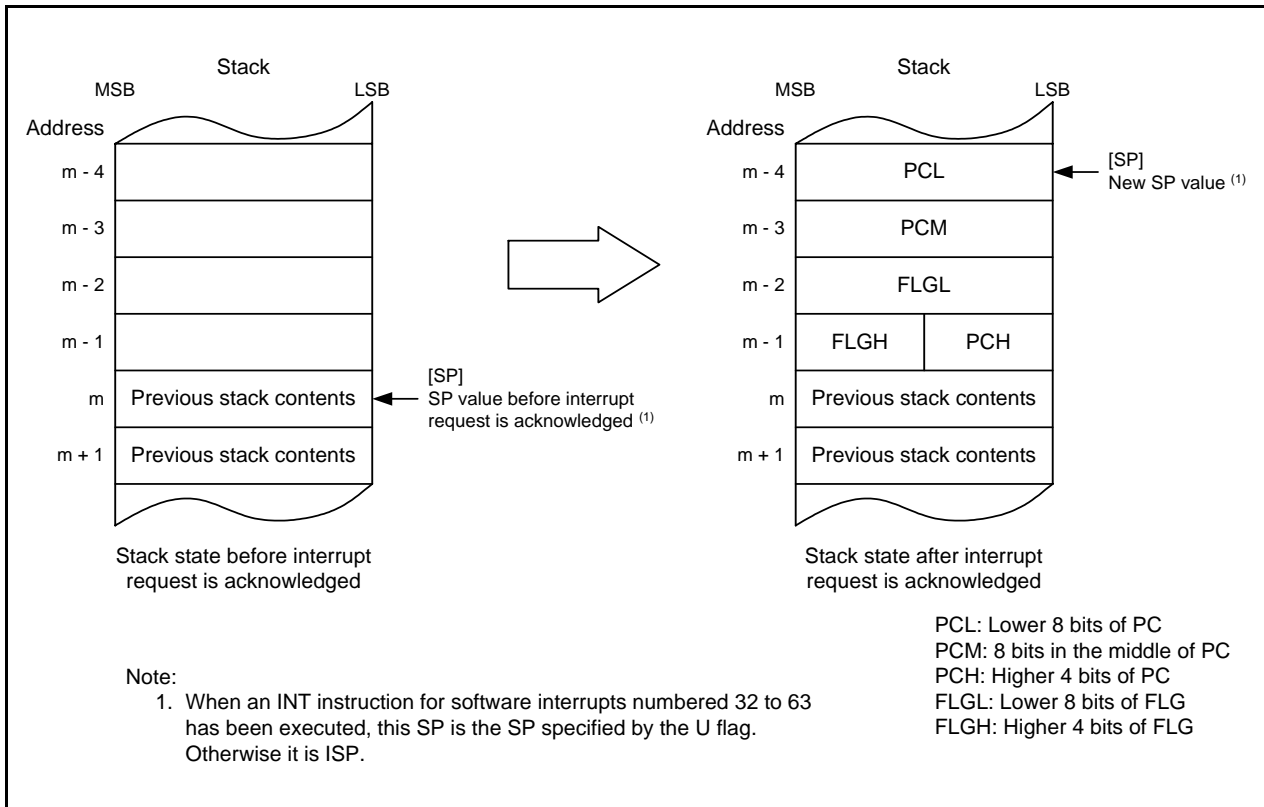 Stack
MSB
LSB
Address
m - 4
m - 3
m - 2
m - 1
m
Previous stack contents
m + 1
Previous stack contents
[SP]
SP value before interrupt
request is acknowledged (1)
Stack state before interrupt
request is acknowledged
Stack
MSB
LSB
Address
m - 4
PCL
[SP]
New SP value (1)
m - 3
PCM
m - 2
FLGL
m - 1
FLGH
PCH
m
Previous stack contents
m + 1
Previous stack contents
Stack state after interrupt
request is acknowledged
PCL: Lower 8 bits of PC
PCM: 8 bits in the middle of PC
PCH: Higher 4 bits of PC
FLGL: Lower 8 bits of FLG
FLGH: Higher 4 bits of FLG
Note:
1. When an INT instruction for software interrupts numbered 32 to 63
has been executed, this SP is the SP specified by the U flag.
Otherwise it is ISP.